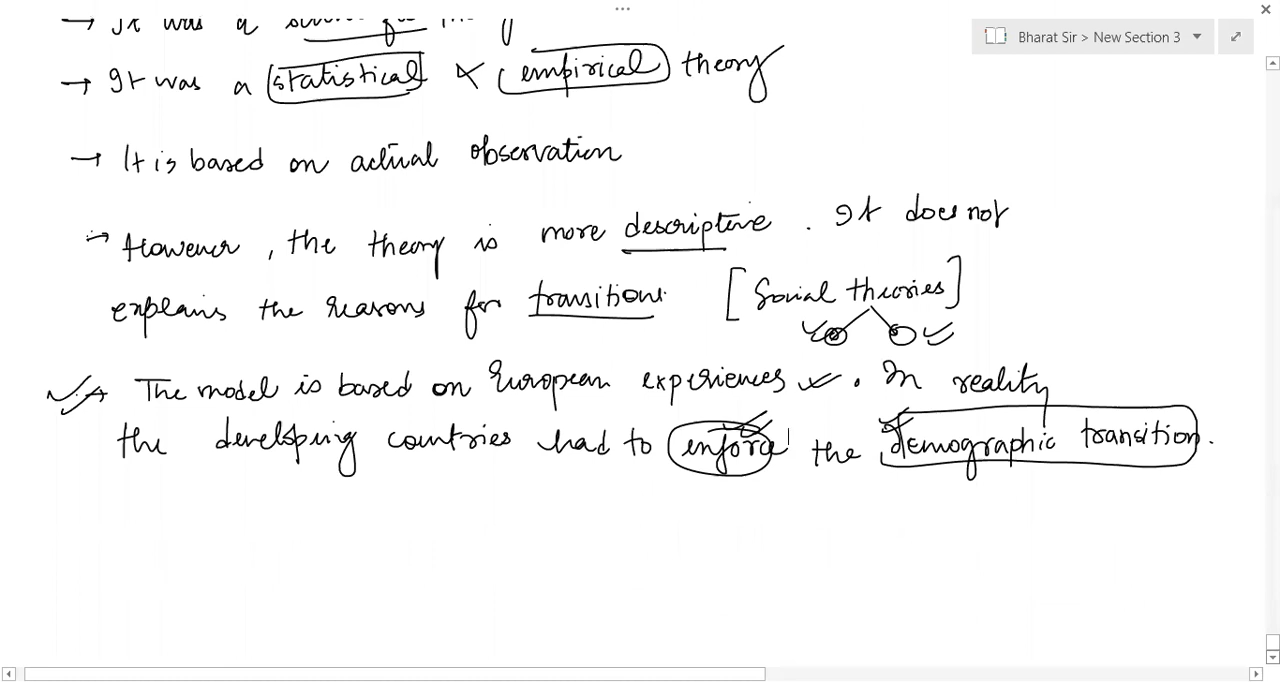 Bharat Sir > New Section 3
→ It was a
→ It was a statistical & empirical theory
→ It is based on actual observation
→ However, the theory is more descriptive. It does not
explains the reasons for transition. [Social theories]
→ The model is based on European experiences. In reality
the developing countries had to enforce the demographic transition.